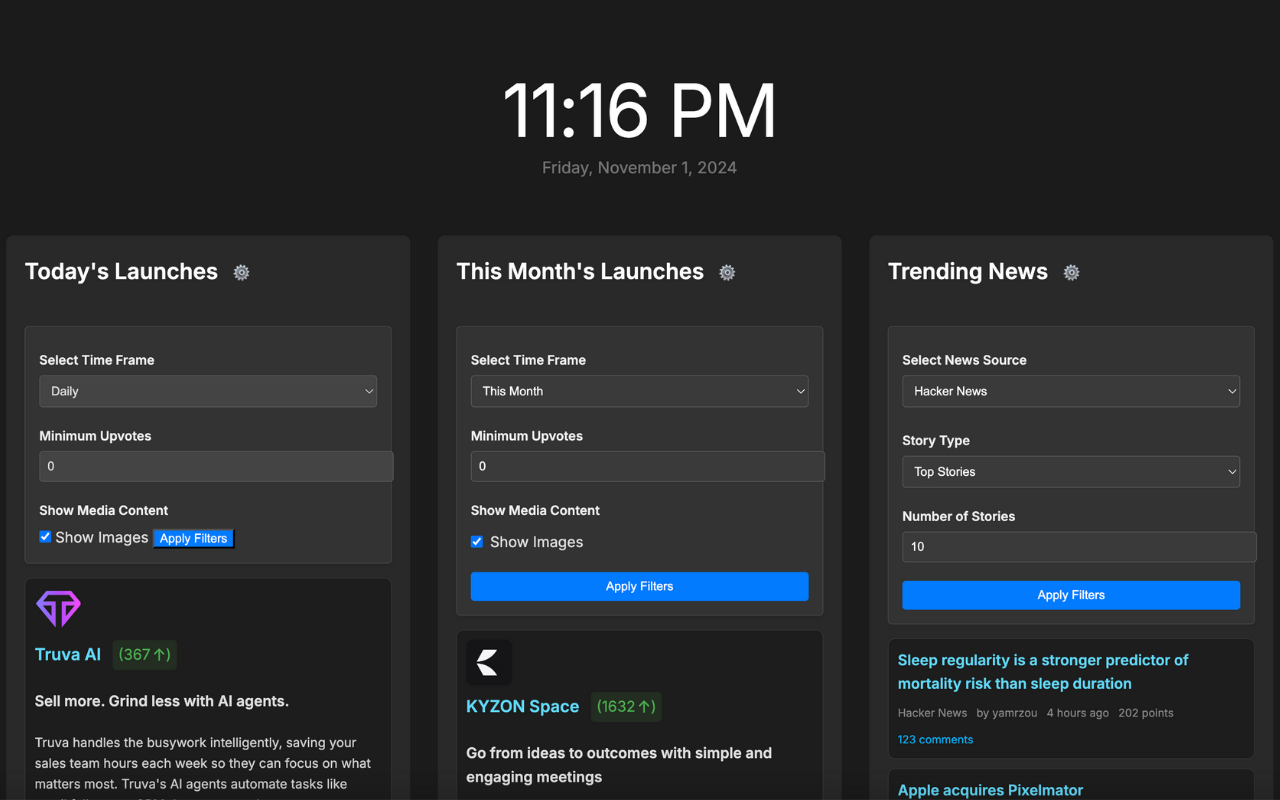 11:16 PM
Friday, November 1, 2024
Today's Launches
Select Time Frame
Daily
Minimum Upvotes
0
Show Media Content
Show Images Apply Filters
Truva AI (367↑)
Sell more. Grind less with AI agents.
Truva handles the busywork intelligently, saving your
sales team hours each week so they can focus on what
matters most. Truva's AI agents automate tasks like
This Month's Launches
Select Time Frame
This Month
Minimum Upvotes
0
Show Media Content
Show Images
Apply Filters
KYZON Space (1632↑)
Go from ideas to outcomes with simple and
engaging meetings
Trending News
Select News Source
Hacker News
Story Type
Top Stories
Number of Stories
10
Apply Filters
Sleep regularity is a stronger predictor of
mortality risk than sleep duration
Hacker News by yamrzou 4 hours ago 202 points
123 comments
Apple acquires Pixelmator